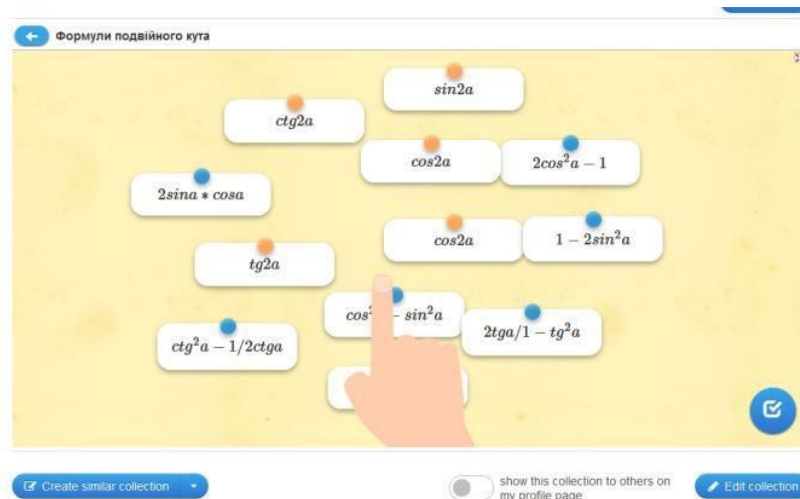 Формули подвійного кута
sin2a
ctg2a
cos2a
2cos²a − 1
2sina * cosa
cos2a
1 − 2sin²a
tg2a
− sin²a
2tga/1 − tg²a
ctg²a − 1/2ctga
Create similar collection
show this collection to others on
my profile page
Edit collection